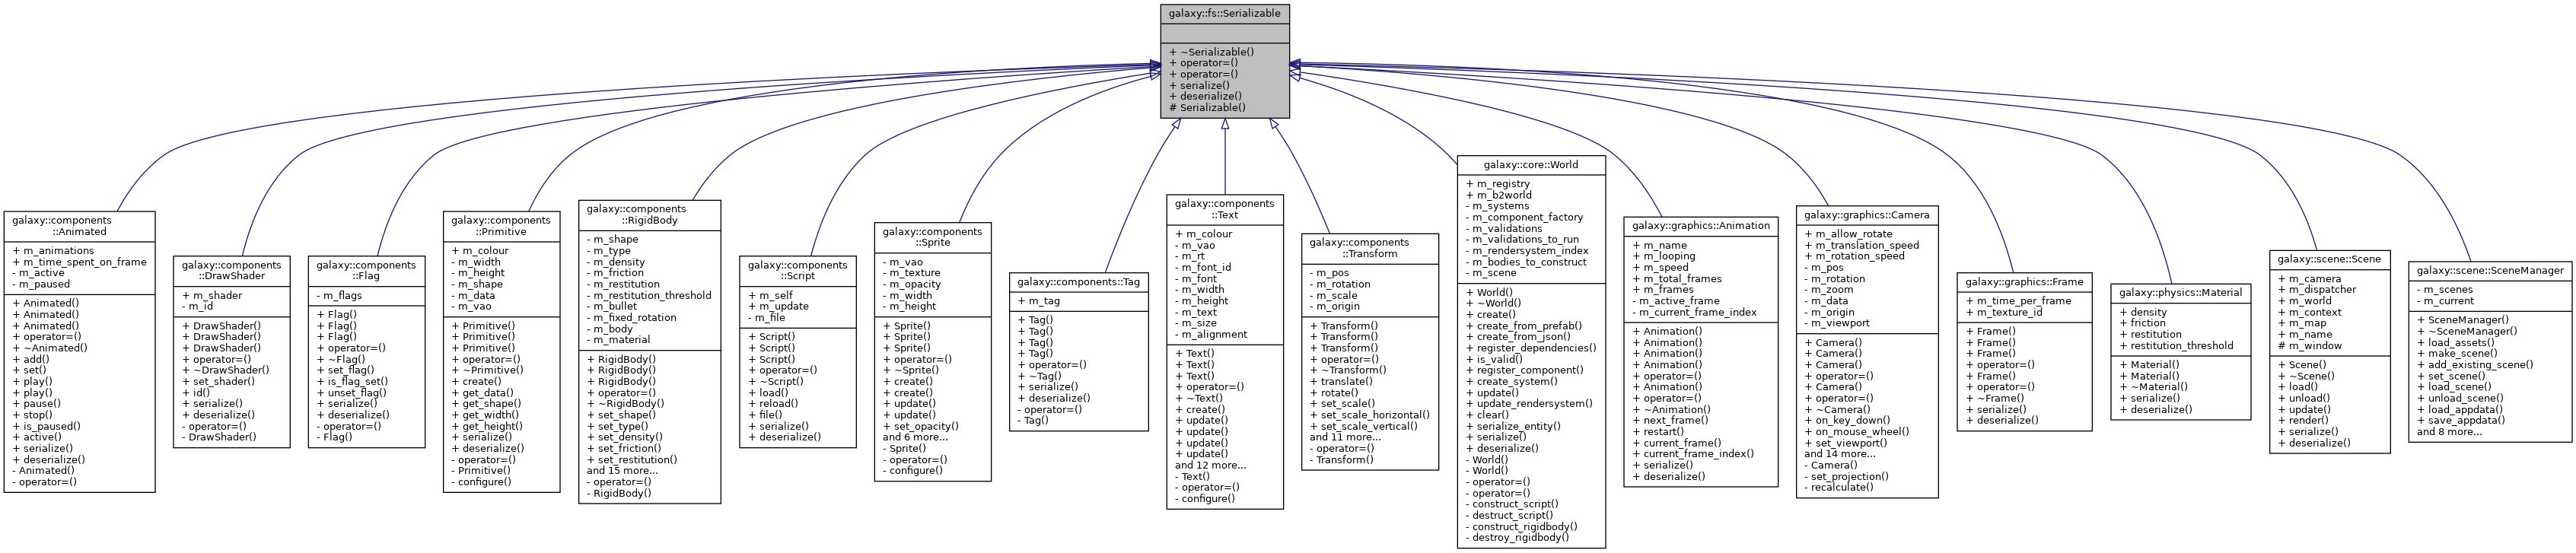 galaxy::fs::Serializable
+ ~Serializable()
+ operator=()
+ operator=()
+ serialize()
+ deserialize()
# Serializable()
galaxy::components
::Animated
+ m_animations
+ m_time_spent_on_frame
- m_active
- m_paused
+ Animated()
+ Animated()
+ Animated()
+ operator=()
+ ~Animated()
+ add()
+ set()
+ play()
+ play()
+ pause()
+ stop()
+ is_paused()
+ active()
+ serialize()
+ deserialize()
- Animated()
- operator=()
galaxy::components
::DrawShader
+ m_shader
- m_id
+ DrawShader()
+ DrawShader()
+ DrawShader()
+ operator=()
+ ~DrawShader()
+ set_shader()
+ id()
+ serialize()
+ deserialize()
- operator=()
- DrawShader()
galaxy::components
::Flag
- m_flags
+ Flag()
+ Flag()
+ Flag()
+ operator=()
+ ~Flag()
+ set_flag()
+ is_flag_set()
+ unset_flag()
+ serialize()
+ deserialize()
- operator=()
- Flag()
galaxy::components
::Primitive
+ m_colour
- m_width
- m_height
- m_shape
- m_data
- m_vao
+ Primitive()
+ Primitive()
+ Primitive()
+ operator=()
+ ~Primitive()
+ create()
+ get_data()
+ get_shape()
+ get_width()
+ get_height()
+ serialize()
+ deserialize()
- operator=()
- Primitive()
- configure()
galaxy::components
::RigidBody
- m_shape
- m_type
- m_density
- m_friction
- m_restitution
- m_restitution_threshold
- m_bullet
- m_fixed_rotation
- m_body
- m_material
+ RigidBody()
+ RigidBody()
+ RigidBody()
+ operator=()
+ ~RigidBody()
+ set_shape()
+ set_type()
+ set_density()
+ set_friction()
+ set_restitution()
and 15 more...
- operator=()
- RigidBody()
galaxy::components
::Script
+ m_self
+ m_update
- m_file
+ Script()
+ Script()
+ Script()
+ operator=()
+ ~Script()
+ load()
+ reload()
+ file()
+ serialize()
+ deserialize()
galaxy::components
::Sprite
- m_vao
- m_texture
- m_opacity
- m_width
- m_height
+ Sprite()
+ Sprite()
+ Sprite()
+ operator=()
+ ~Sprite()
+ create()
+ create()
+ update()
+ update()
+ set_opacity()
and 6 more...
- Sprite()
- operator=()
- configure()
galaxy::components::Tag
+ m_tag
+ Tag()
+ Tag()
+ Tag()
+ Tag()
+ operator=()
+ ~Tag()
+ serialize()
+ deserialize()
- operator=()
- Tag()
galaxy::components
::Text
+ m_colour
- m_vao
- m_rt
- m_font_id
- m_font
- m_width
- m_height
- m_text
- m_size
- m_alignment
+ Text()
+ Text()
+ Text()
+ operator=()
+ ~Text()
+ create()
+ update()
+ update()
+ update()
+ update()
and 12 more...
- Text()
- operator=()
- configure()
galaxy::components
::Transform
- m_pos
- m_rotation
- m_scale
- m_origin
+ Transform()
+ Transform()
+ Transform()
+ operator=()
+ ~Transform()
+ translate()
+ rotate()
+ set_scale()
+ set_scale_horizontal()
+ set_scale_vertical()
and 11 more...
- operator=()
- Transform()
galaxy::core::World
+ m_registry
+ m_b2world
- m_systems
- m_component_factory
- m_validations
- m_validations_to_run
- m_rendersystem_index
- m_bodies_to_construct
- m_scene
+ World()
+ ~World()
+ create()
+ create_from_prefab()
+ create_from_json()
+ register_dependencies()
+ is_valid()
+ register_component()
+ create_system()
+ update()
+ update_rendersystem()
+ clear()
+ serialize_entity()
+ serialize()
+ deserialize()
- World()
- World()
- operator=()
- operator=()
- construct_script()
- destruct_script()
- construct_rigidbody()
- destroy_rigidbody()
galaxy::graphics::Animation
+ m_name
+ m_looping
+ m_speed
+ m_total_frames
+ m_frames
- m_active_frame
- m_current_frame_index
+ Animation()
+ Animation()
+ Animation()
+ Animation()
+ operator=()
+ Animation()
+ operator=()
+ ~Animation()
+ next_frame()
+ restart()
+ current_frame()
+ current_frame_index()
+ serialize()
+ deserialize()
galaxy::graphics::Camera
+ m_allow_rotate
+ m_translation_speed
+ m_rotation_speed
- m_pos
- m_rotation
- m_zoom
- m_data
- m_origin
- m_viewport
+ Camera()
+ Camera()
+ Camera()
+ operator=()
+ Camera()
+ operator=()
+ ~Camera()
+ on_key_down()
+ on_mouse_wheel()
+ set_viewport()
and 14 more...
- Camera()
- set_projection()
- recalculate()
galaxy::graphics::Frame
+ m_time_per_frame
+ m_texture_id
+ Frame()
+ Frame()
+ Frame()
+ operator=()
+ Frame()
+ operator=()
+ ~Frame()
+ serialize()
+ deserialize()
galaxy::physics::Material
+ density
+ friction
+ restitution
+ restitution_threshold
+ Material()
+ Material()
+ ~Material()
+ serialize()
+ deserialize()
galaxy::scene::Scene
+ m_camera
+ m_dispatcher
+ m_world
+ m_context
+ m_map
+ m_name
# m_window
+ Scene()
+ ~Scene()
+ load()
+ unload()
+ update()
+ render()
+ serialize()
+ deserialize()
galaxy::scene::SceneManager
- m_scenes
- m_current
+ SceneManager()
+ ~SceneManager()
+ load_assets()
+ make_scene()
+ add_existing_scene()
+ set_scene()
+ load_scene()
+ unload_scene()
+ load_appdata()
+ save_appdata()
and 8 more...